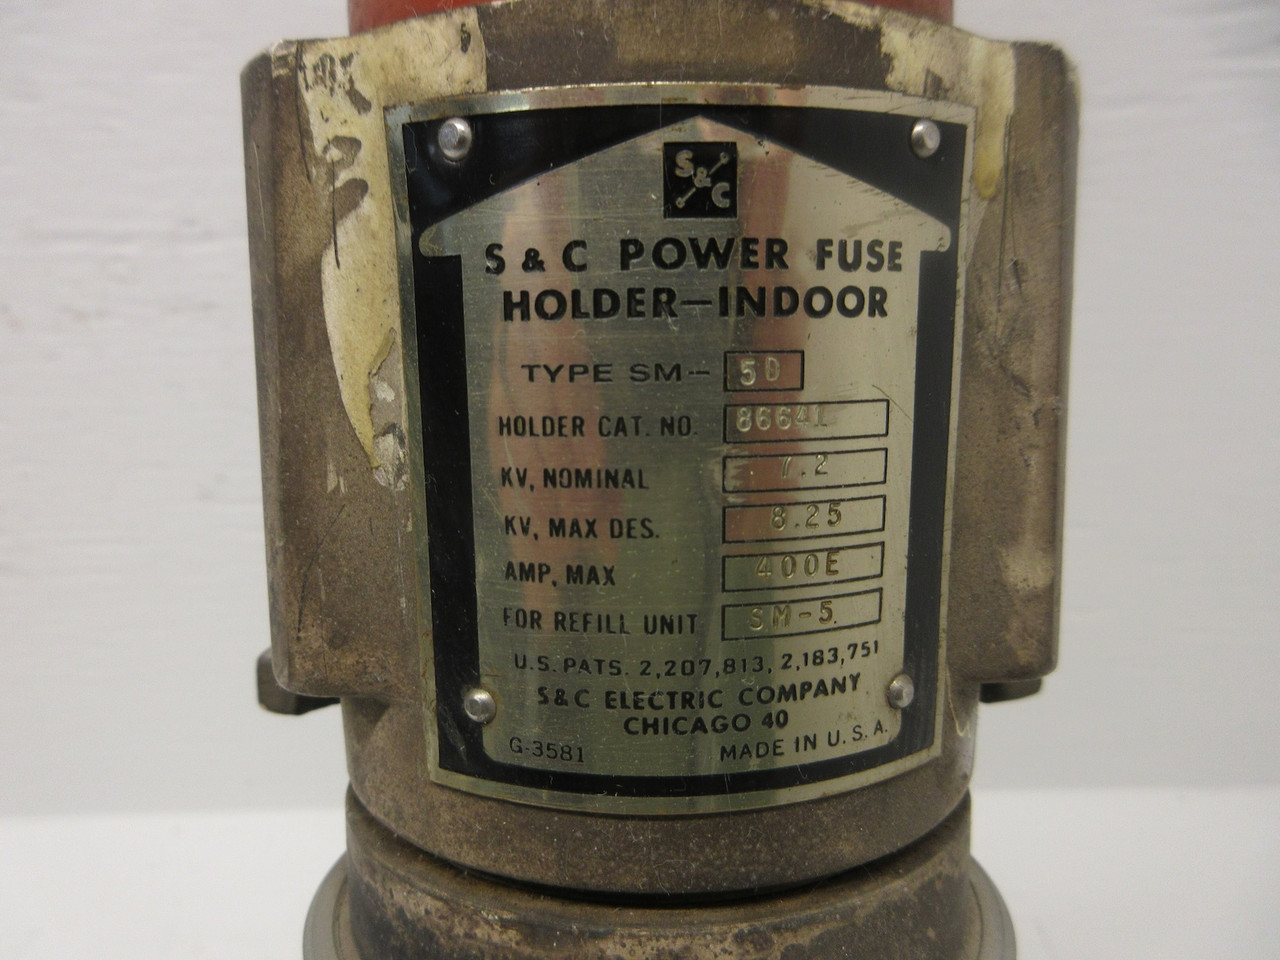 S&C
S & C POWER FUSE
HOLDER—INDOOR
TYPE SM- 5D
HOLDER CAT. NO. 86641
KV, NOMINAL 7.2
KV, MAX DES. 8.25
AMP, MAX 400E
FOR REFILL UNIT SM-5
U.S. PATS. 2,207,813, 2,183,751
S&C ELECTRIC COMPANY
CHICAGO 40
G-3581 MADE IN U.S.A.